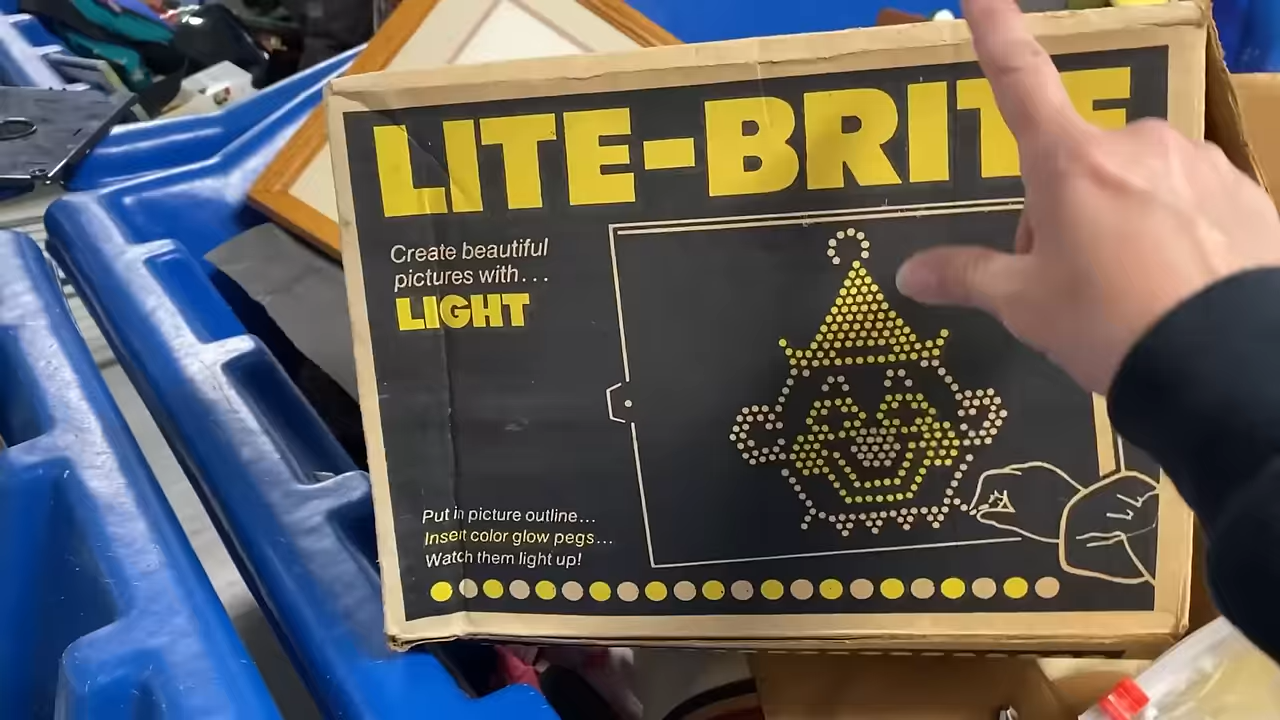 LITE-BRITE
Create beautiful
pictures with...
LIGHT
Put in picture outline...
Insert color glow pegs...
Watch them light up!